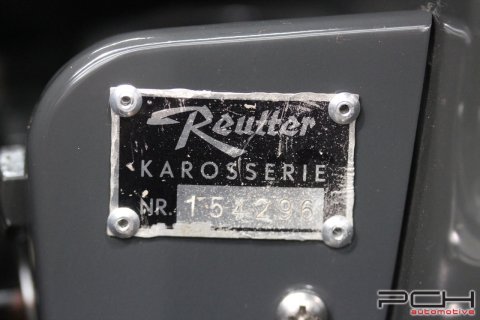 Reutter
KAROSSERIE
NR. 154296
PCH
automotive